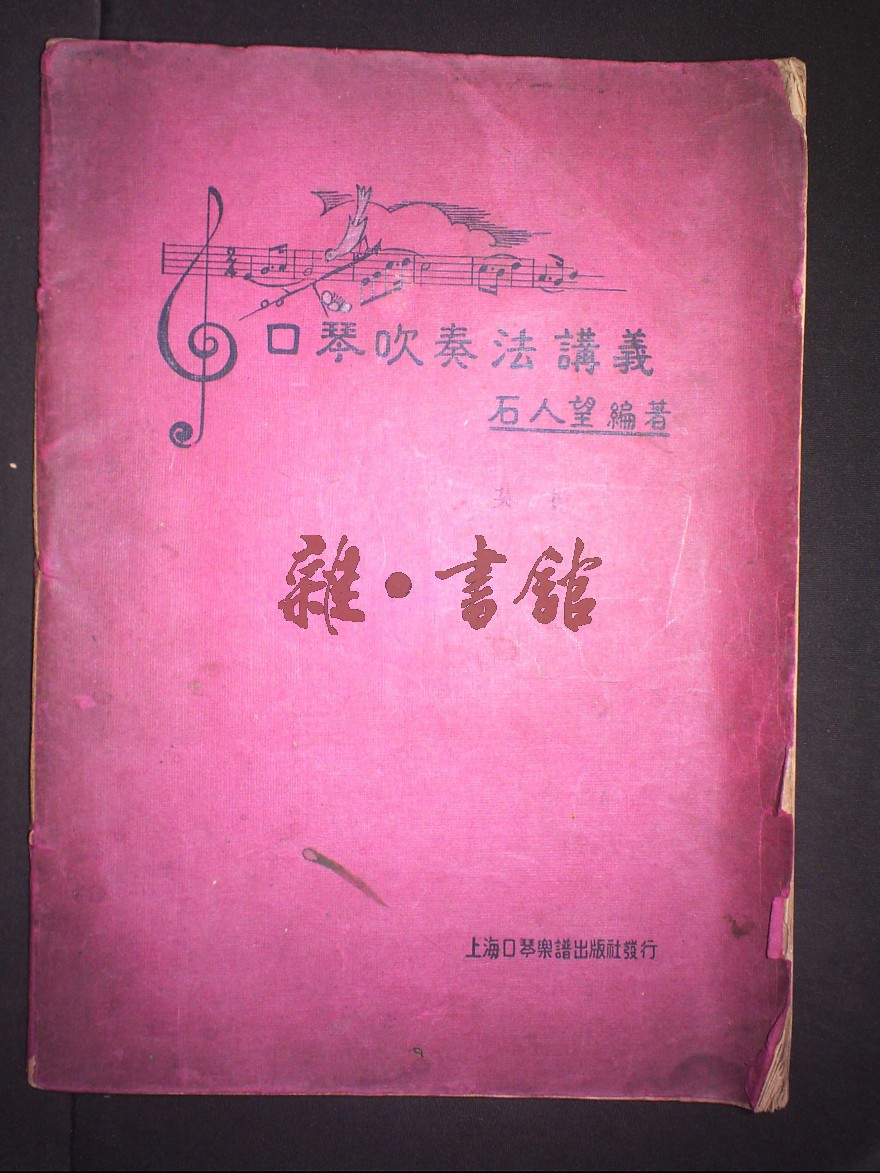 口琴吹奏法講義
石人望編著
雜·書館
上海口琴樂譜出版社發行